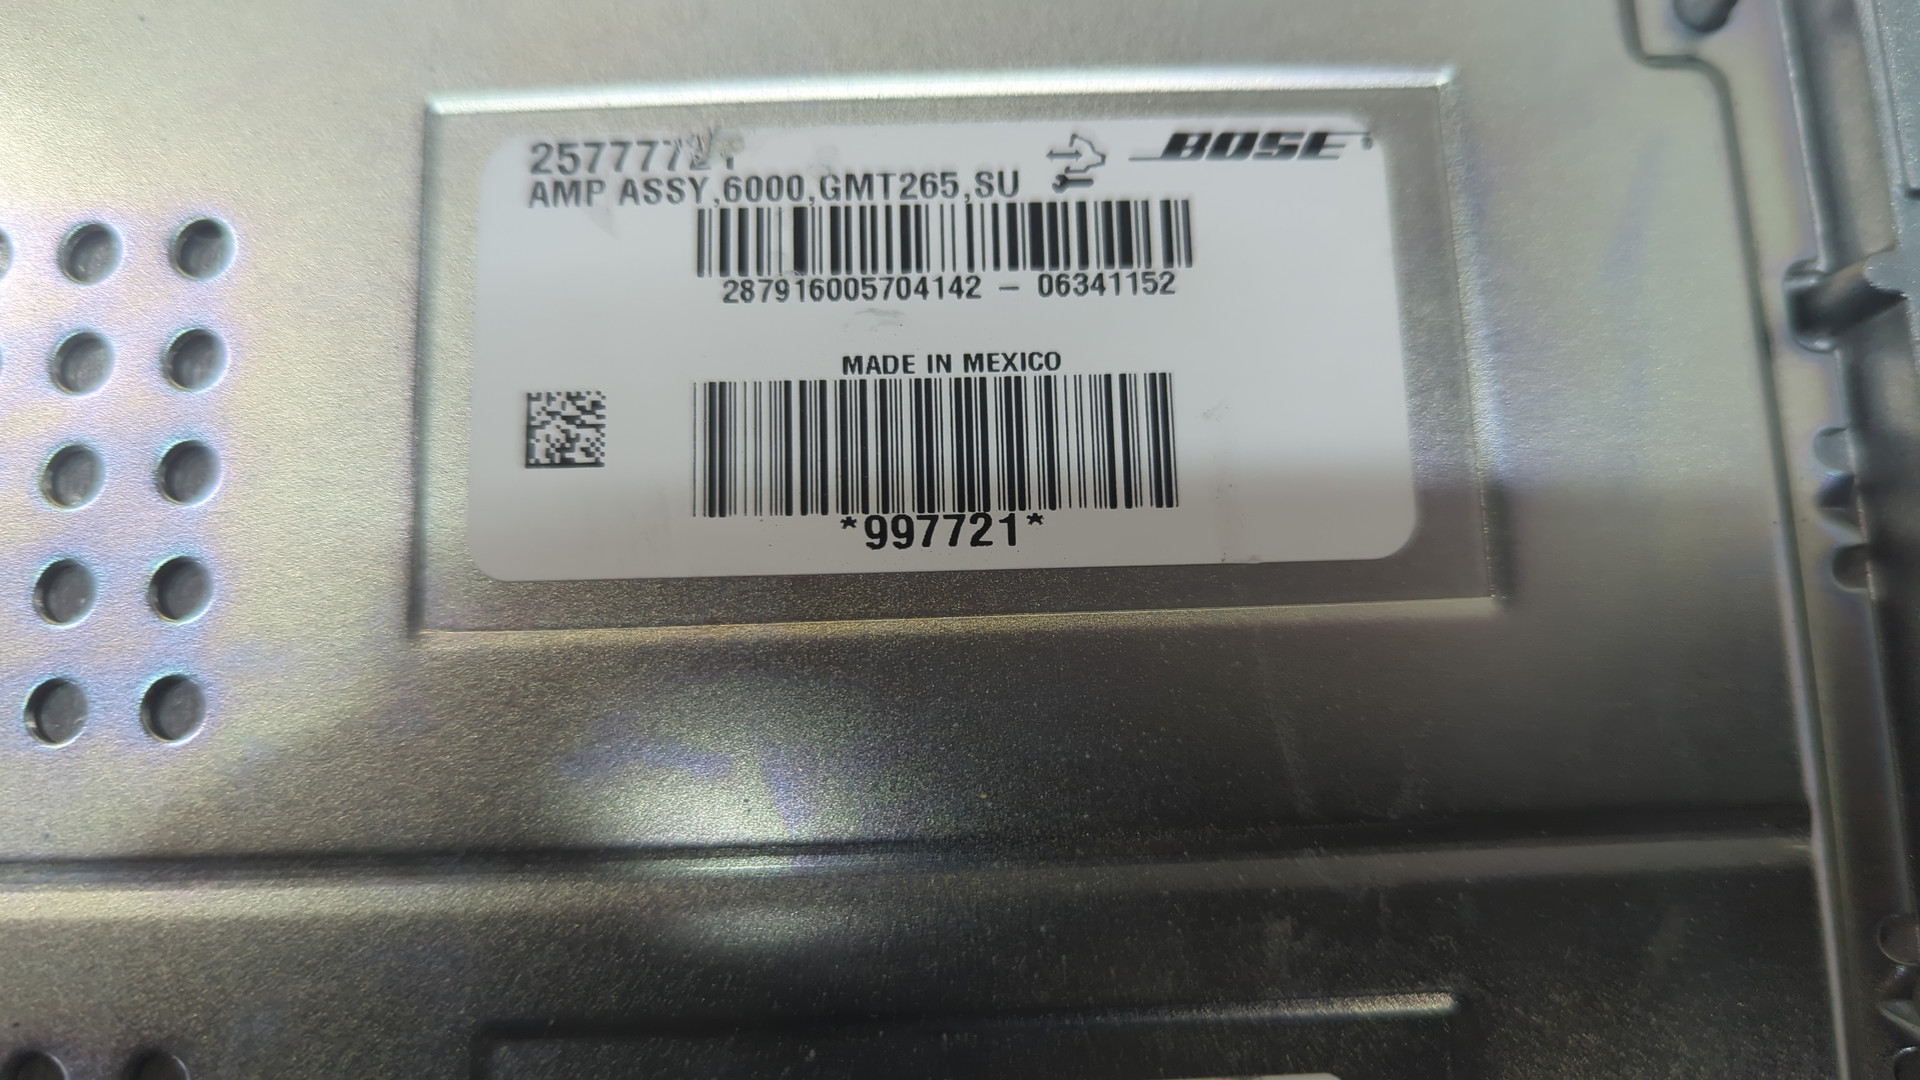 BOSE
AMP ASSY,6000,GMT265,SU
287916005704142 - 06341152
MADE IN MEXICO
*997721*